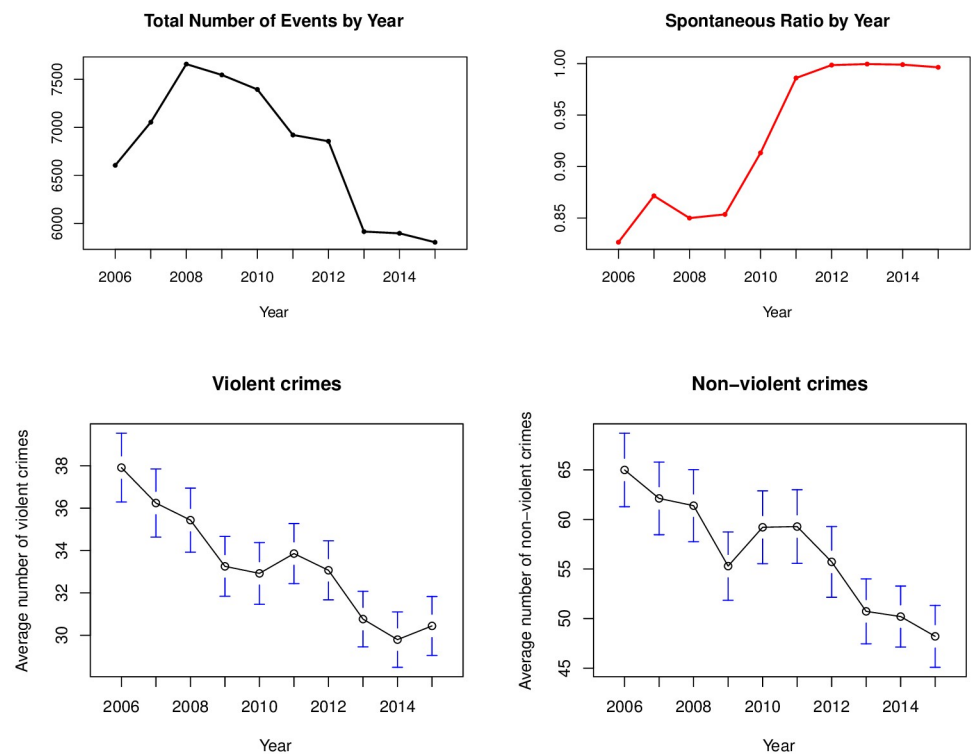 Total Number of Events by Year
7500
7000
6500
6000
2006 2008 2010 2012 2014
Year
Spontaneous Ratio by Year
1.00
0.95
0.90
0.85
2006 2008 2010 2012 2014
Year
Violent crimes
Average number of violent crimes
38
36
34
32
30
2006 2008 2010 2012 2014
Year
Non−violent crimes
Average number of non−violent crimes
65
60
55
50
45
2006 2008 2010 2012 2014
Year